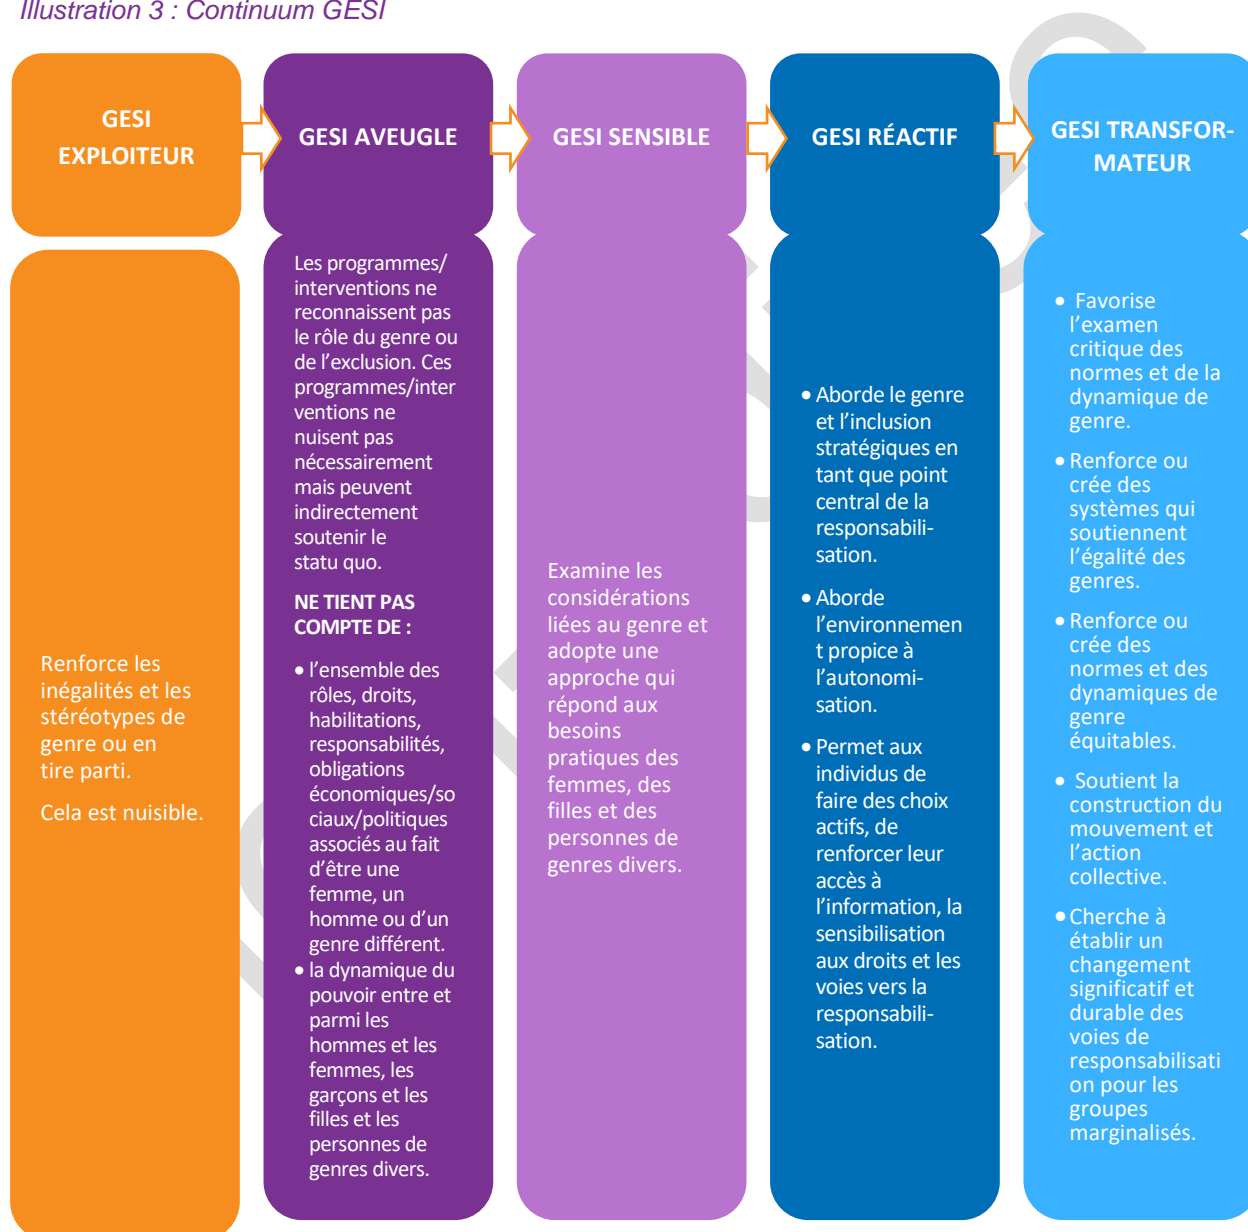 Illustration 3 : Continuum GESI
GESI
EXPLOITEUR
GESI AVEUGLE
GESI SENSIBLE
GESI RÉACTIF
GESI TRANSFOR-
MATEUR
Renforce les
inégalités et les
stéréotypes de
genre ou en
tire parti.
Cela est nuisible.
Les programmes/
interventions ne
reconnaissent pas
le rôle du genre ou
de l’exclusion. Ces
programmes/inter
ventions ne
nuisent pas
nécessairement
mais peuvent
indirectement
soutenir le
statu quo.
NE TIENT PAS
COMPTE DE :
• l’ensemble des
rôles, droits,
habilitations,
responsabilités,
obligations
économiques/so
ciaux/politiques
associés au fait
d’être une
femme, un
homme ou d’un
genre différent.
• la dynamique du
pouvoir entre et
parmi les
hommes et les
femmes, les
garçons et les
filles et les
personnes de
genres divers.
Examine les
considérations
liées au genre et
adopte une
approche qui
répond aux
besoins
pratiques des
femmes, des
filles et des
personnes de
genres divers.
• Aborde le genre
et l’inclusion
stratégiques en
tant que point
central de la
responsabili-
sation.
• Aborde
l’environnemen
t propice à
l’autonomi-
sation.
• Permet aux
individus de
faire des choix
actifs, de
renforcer leur
accès à
l’information, la
sensibilisation
aux droits et les
voies vers la
responsabili-
sation.
• Favorise
l’examen
critique des
normes et de la
dynamique de
genre.
• Renforce ou
crée des
systèmes qui
soutiennent
l’égalité des
genres.
• Renforce ou
crée des
normes et des
dynamiques de
genre
équitables.
• Soutient la
construction du
mouvement et
l’action
collective.
• Cherche à
établir un
changement
significatif et
durable des
voies de
responsabilisati
on pour les
groupes
marginalisés.